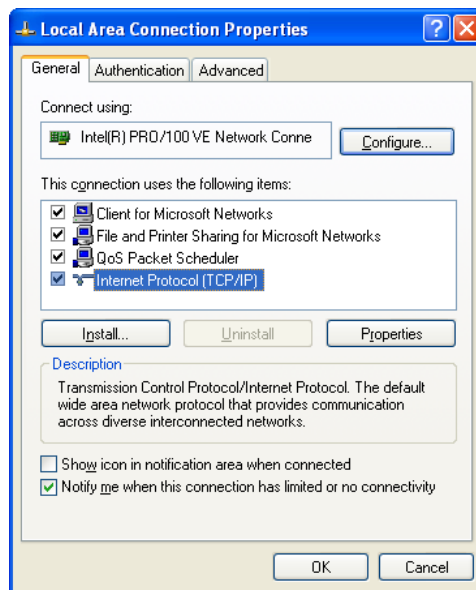 Local Area Connection Properties
General Authentication Advanced
Connect using:
Intel(R) PRO/100 VE Network Conne
Configure...
This connection uses the following items:
Client for Microsoft Networks
File and Printer Sharing for Microsoft Networks
QoS Packet Scheduler
Internet Protocol (TCP/IP)
Install... Uninstall Properties
Description
Transmission Control Protocol/Internet Protocol. The default
wide area network protocol that provides communication
across diverse interconnected networks.
Show icon in notification area when connected
Notify me when this connection has limited or no connectivity
OK Cancel